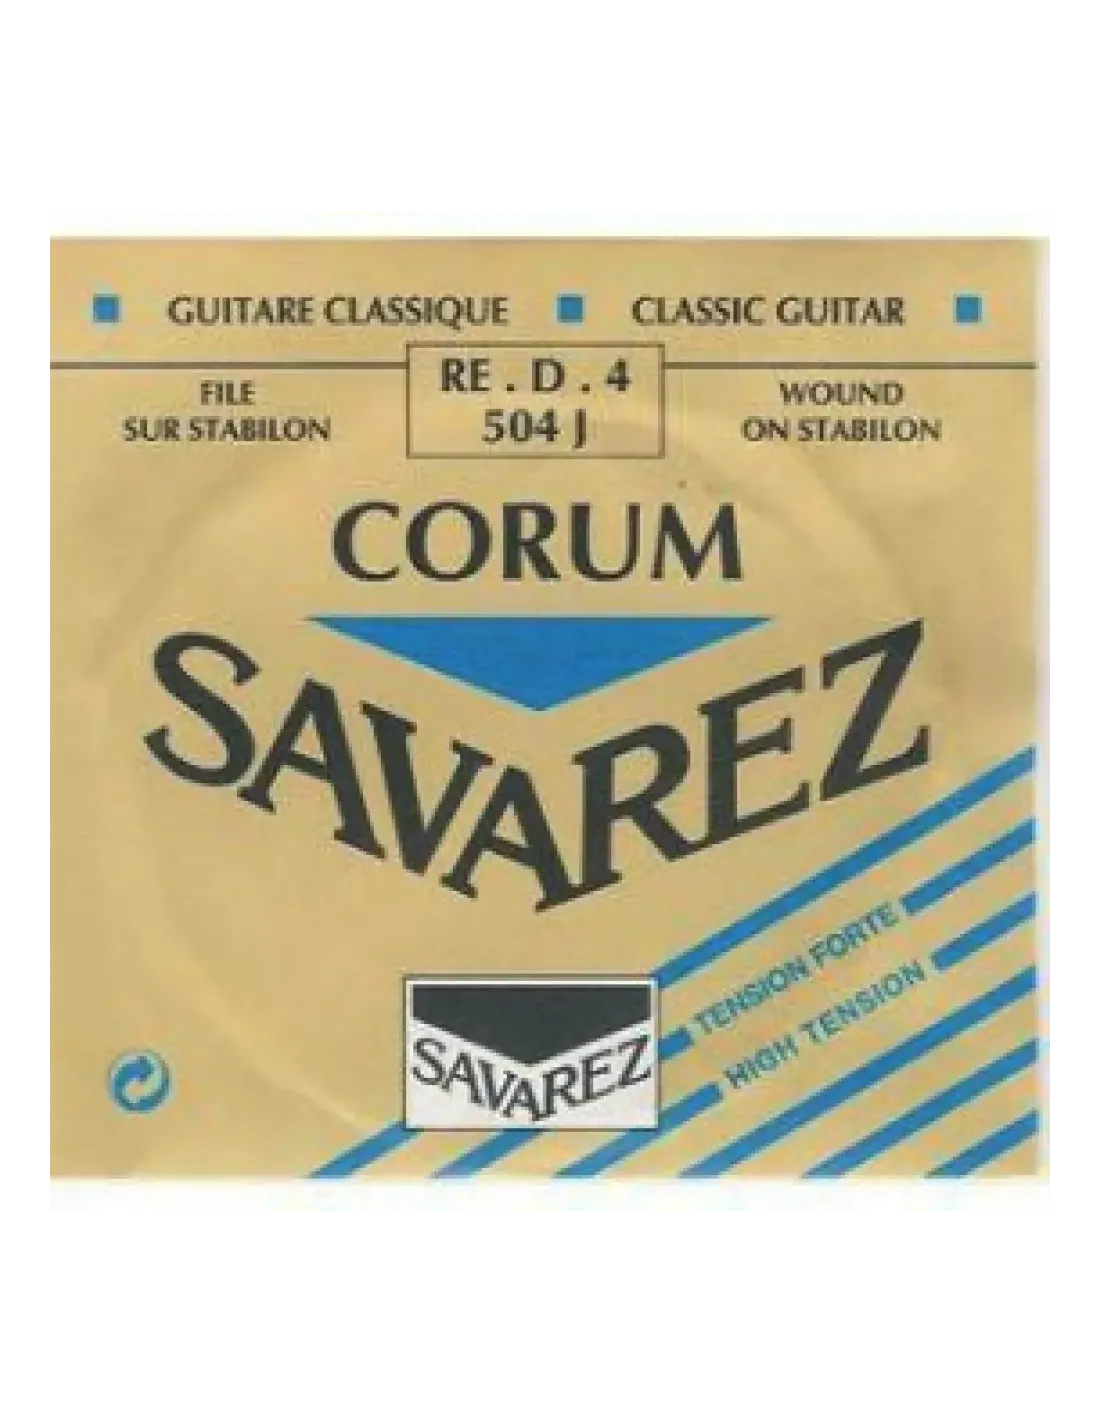 GUITARE CLASSIQUE CLASSIC GUITAR
RE . D . 4
504 J
FILE
SUR STABILON
WOUND
ON STABILON
CORUM
SAVAREZ
TENSION FORTE
HIGH TENSION
SAVAREZ